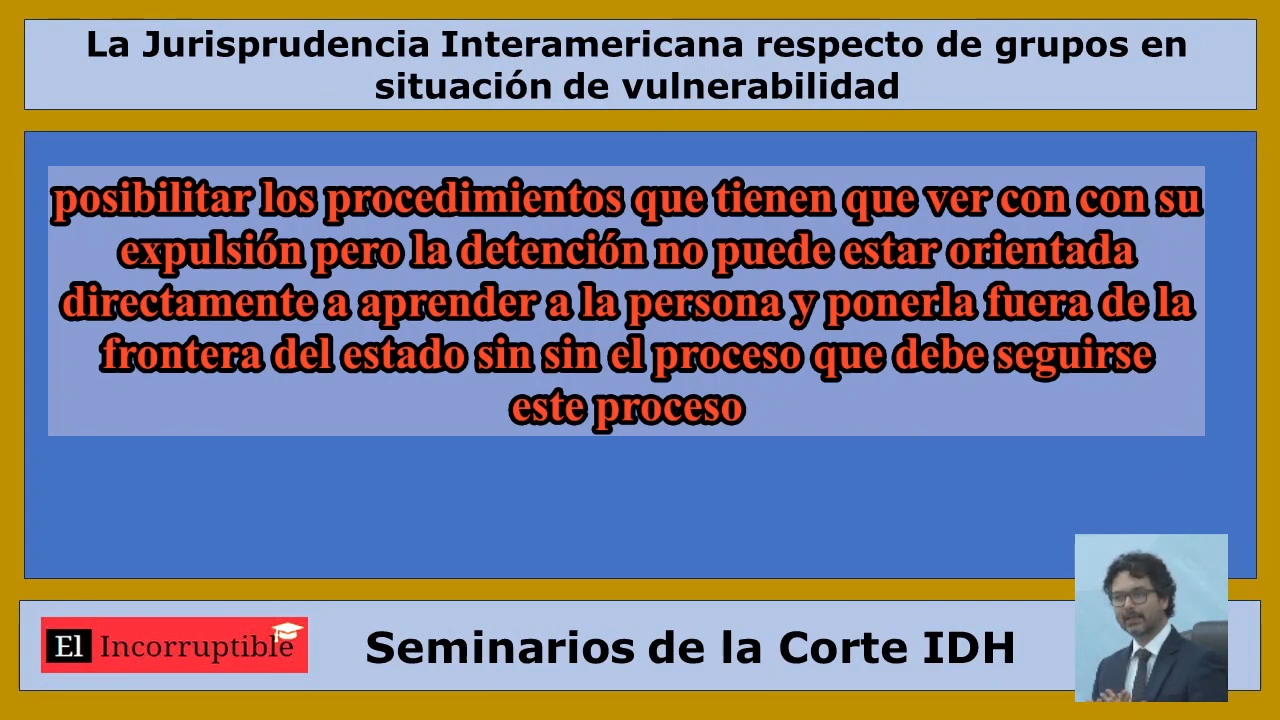 La Jurisprudencia Interamericana respecto de grupos en
situación de vulnerabilidad
posibilitar los procedimientos que tienen que ver con con su
expulsión pero la detención no puede estar orientada
directamente a aprender a la persona y ponerla fuera de la
frontera del estado sin sin el proceso que debe seguirse
este proceso
El Incorruptible
Seminarios de la Corte IDH